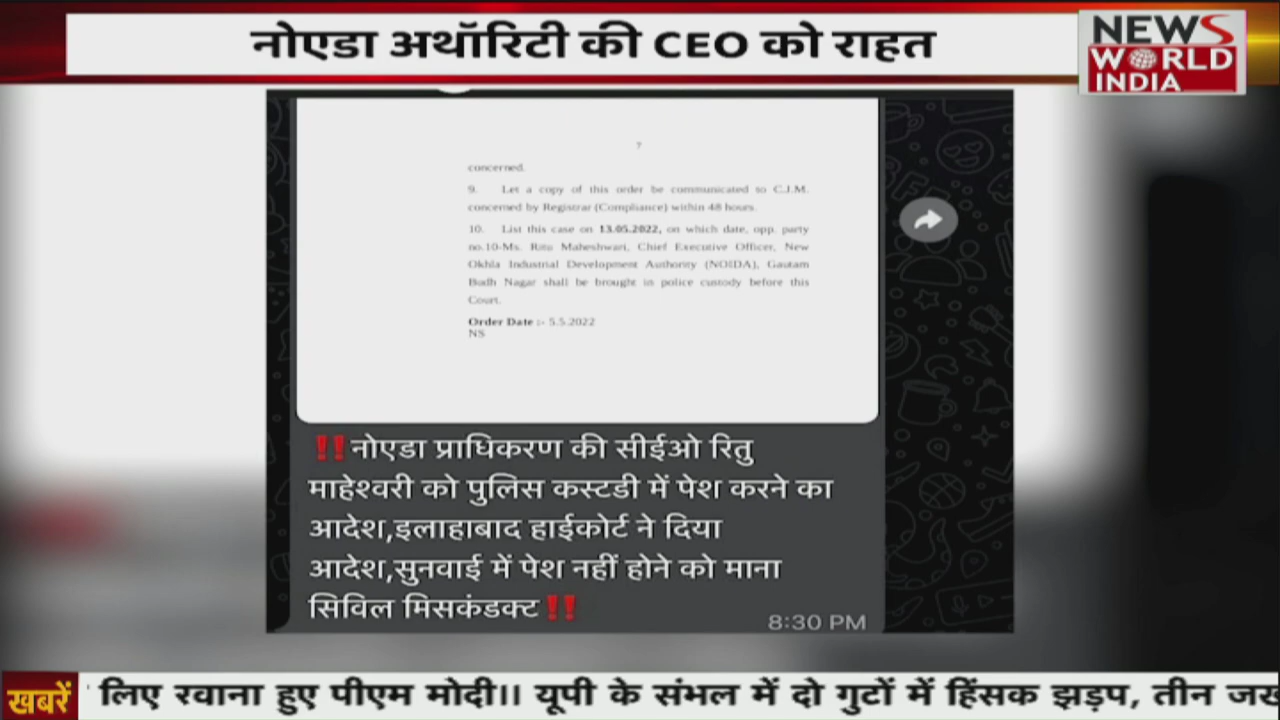 नोएडा अथॉरिटी की CEO को राहत
NEWS
WORLD
INDIA
7
concerned.
9. Let a copy of this order be communicated to C.J.M.
concerned by Registrar (Compliance) within 48 hours.
10. List this case on 13.05.2022, on which date, opp. party
no.10-Ms. Ritu Maheshwari, Chief Executive Officer, New
Okhla Industrial Development Authority (NOIDA), Gautam
Budh Nagar shall be brought in police custody before this
Court.
Order Date :- 5.5.2022
NS
‼️नोएडा प्राधिकरण की सीईओ रितु
माहेश्वरी को पुलिस कस्टडी में पेश करने का
आदेश,इलाहाबाद हाईकोर्ट ने दिया
आदेश,सुनवाई में पेश नहीं होने को माना
सिविल मिसकंडक्ट‼️
8:30 PM
खबरें लिए रवाना हुए पीएम मोदी।। यूपी के संभल में दो गुटों में हिंसक झड़प, तीन